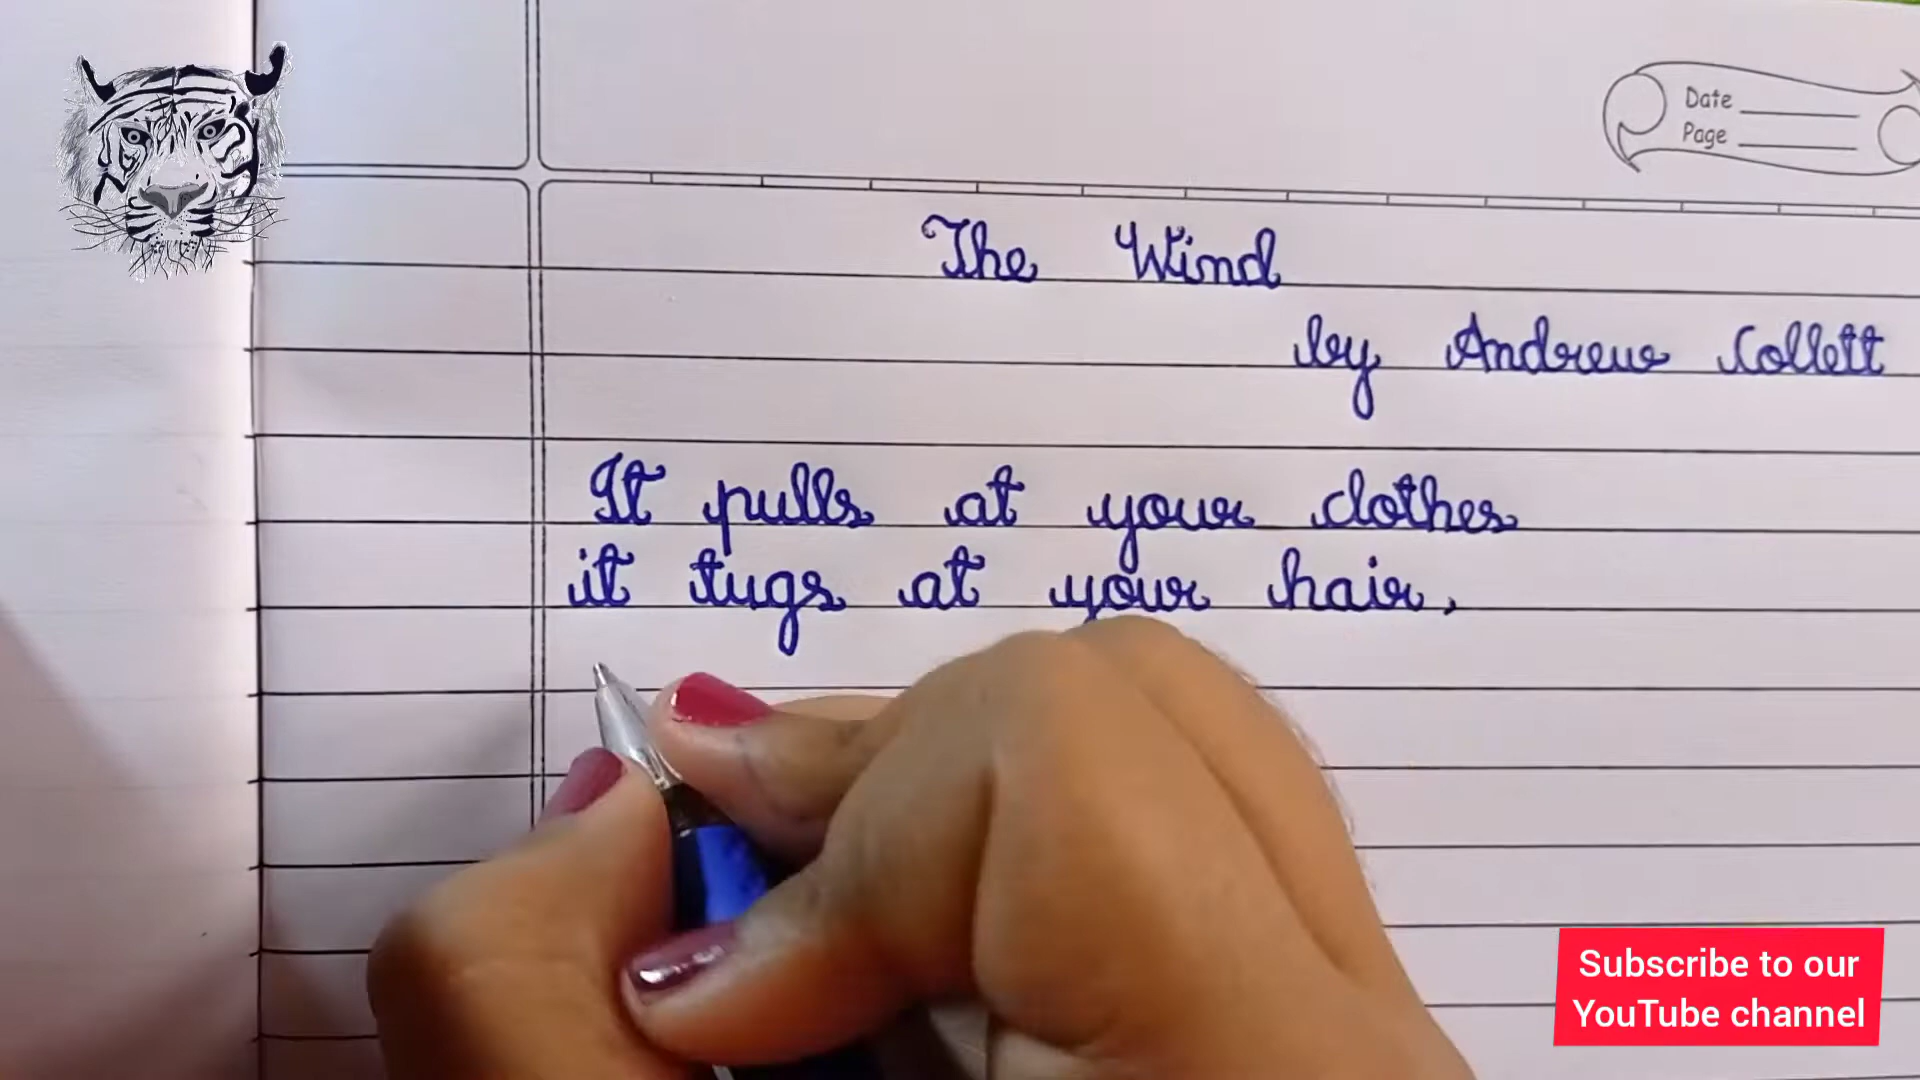 Date
Page
The Wind
by Andrew Collett
It pulls at your clothes
it tugs at your hair,
Subscribe to our
YouTube channel